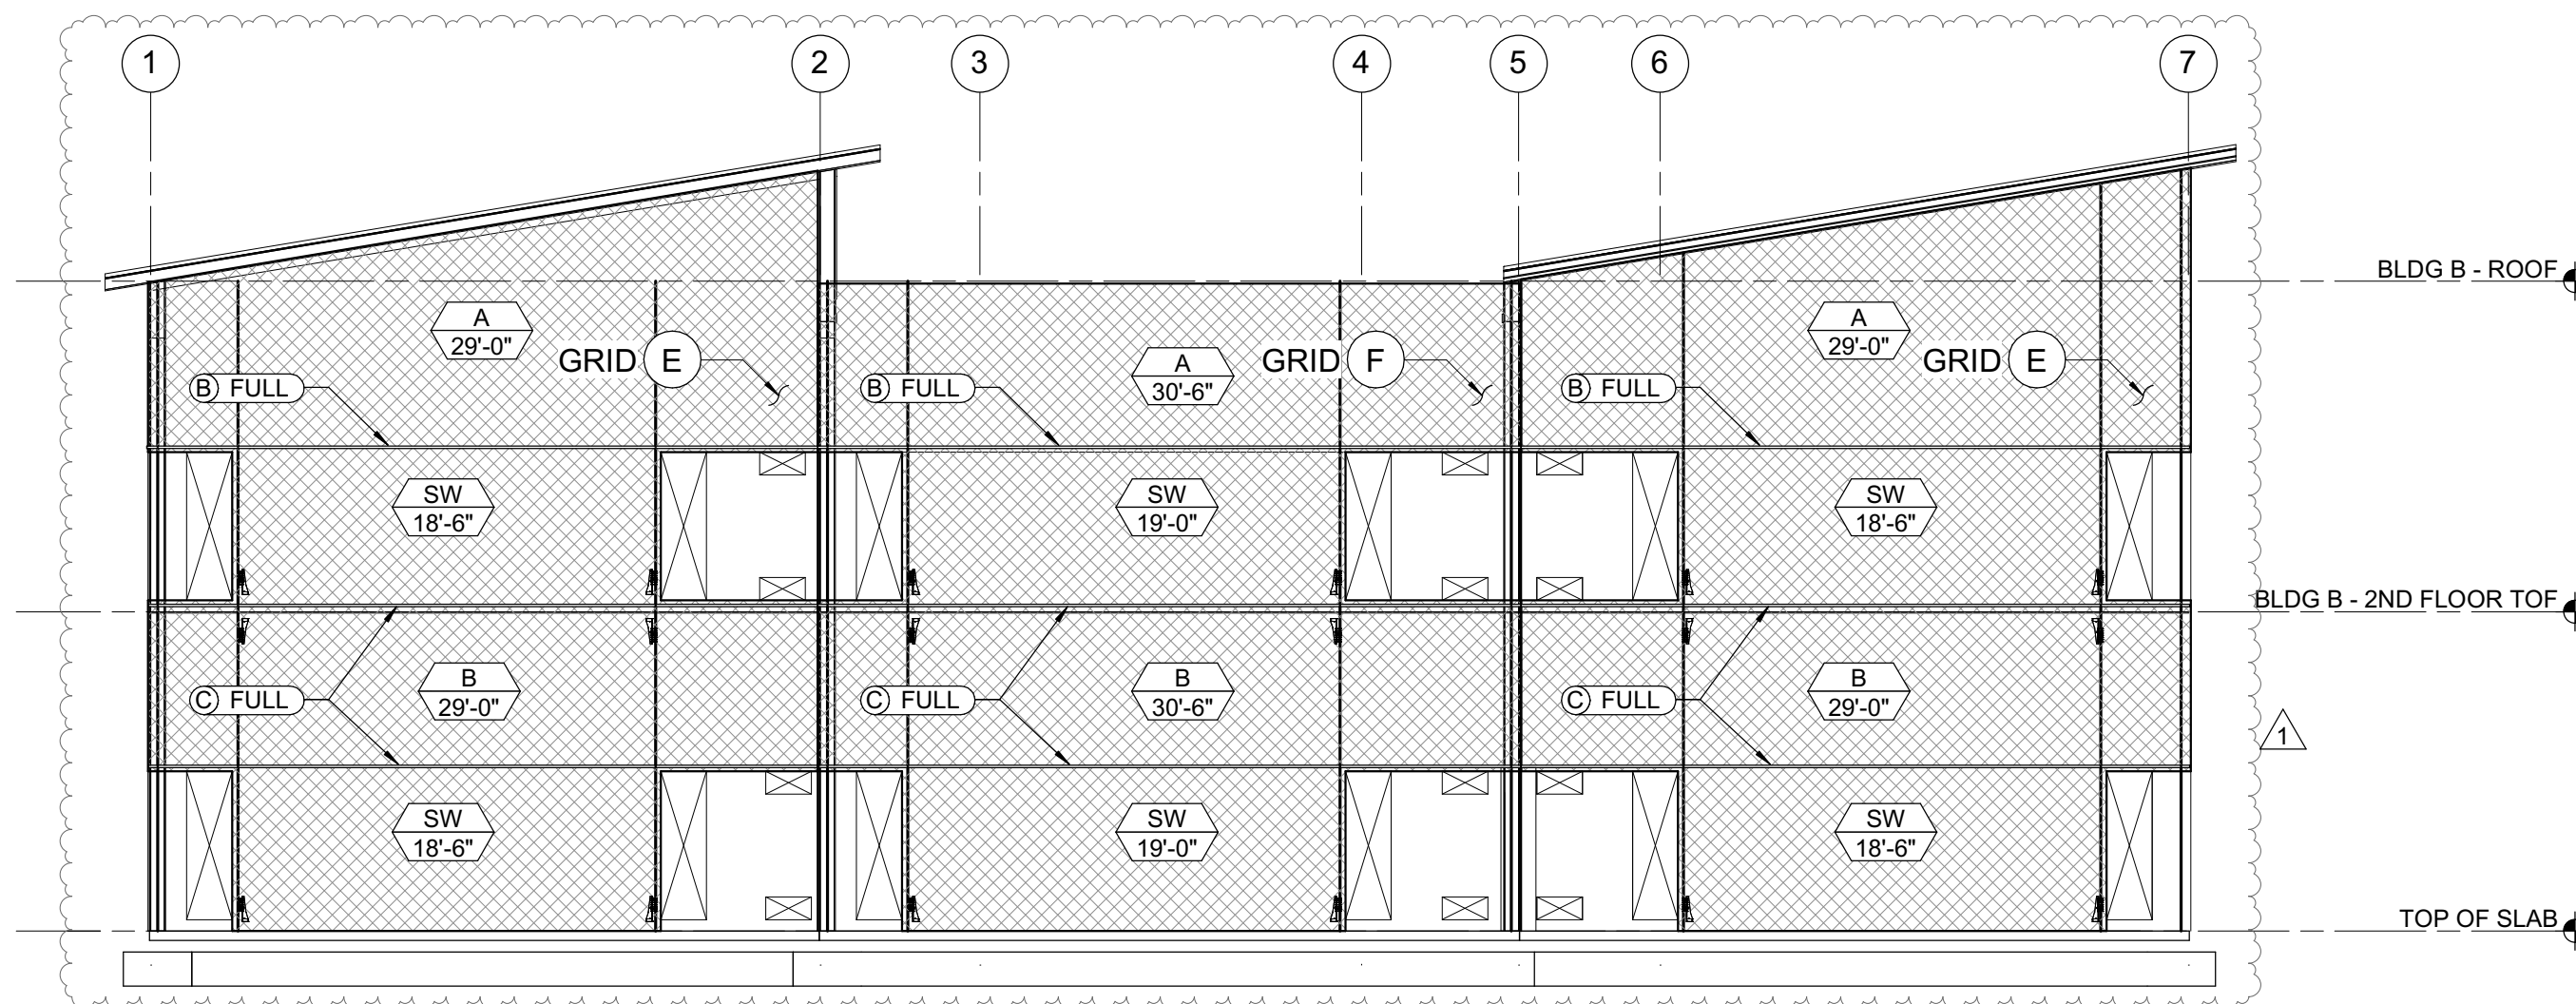 1 2 3 4 5 6 7
BLDG B - ROOF
A
29'-0"
A
30'-6"
A
29'-0"
GRID E
GRID F
GRID E
B FULL
B FULL
B FULL
SW
18'-6"
SW
19'-0"
SW
18'-6"
BLDG B - 2ND FLOOR TOF
B
29'-0"
B
30'-6"
B
29'-0"
C FULL
C FULL
C FULL
1
SW
18'-6"
SW
19'-0"
SW
18'-6"
TOP OF SLAB